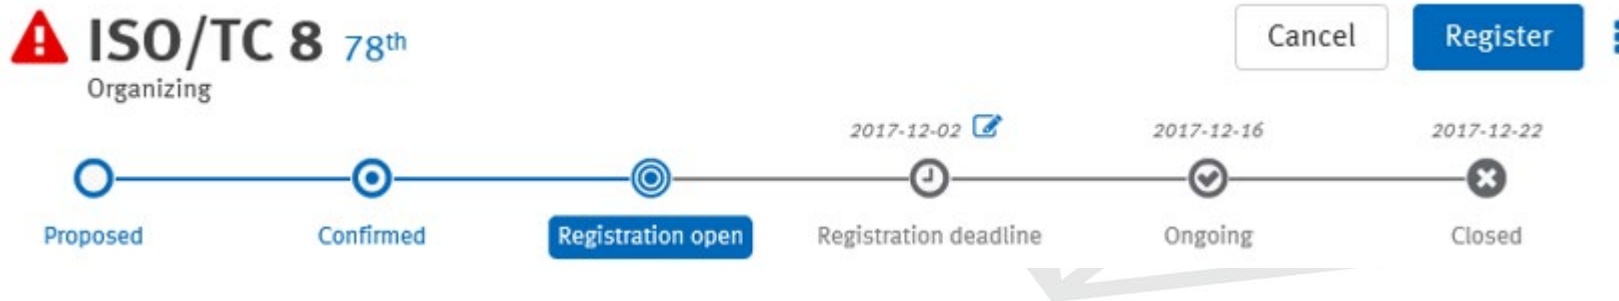 ISO/TC 8 78th
Organizing
Cancel
Register
2017-12-02
2017-12-16
2017-12-22
Proposed
Confirmed
Registration open
Registration deadline
Ongoing
Closed